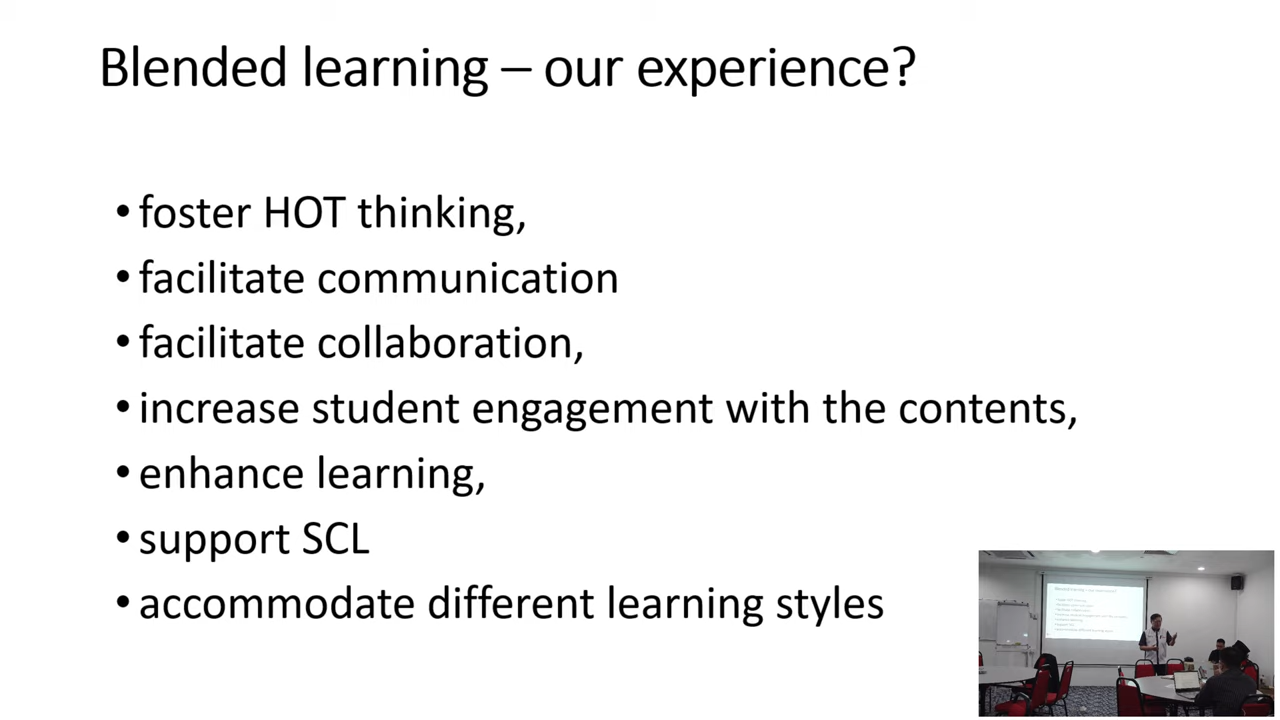 Blended learning – our experience?
• foster HOT thinking,
• facilitate communication
• facilitate collaboration,
• increase student engagement with the contents,
• enhance learning,
• support SCL
• accommodate different learning styles